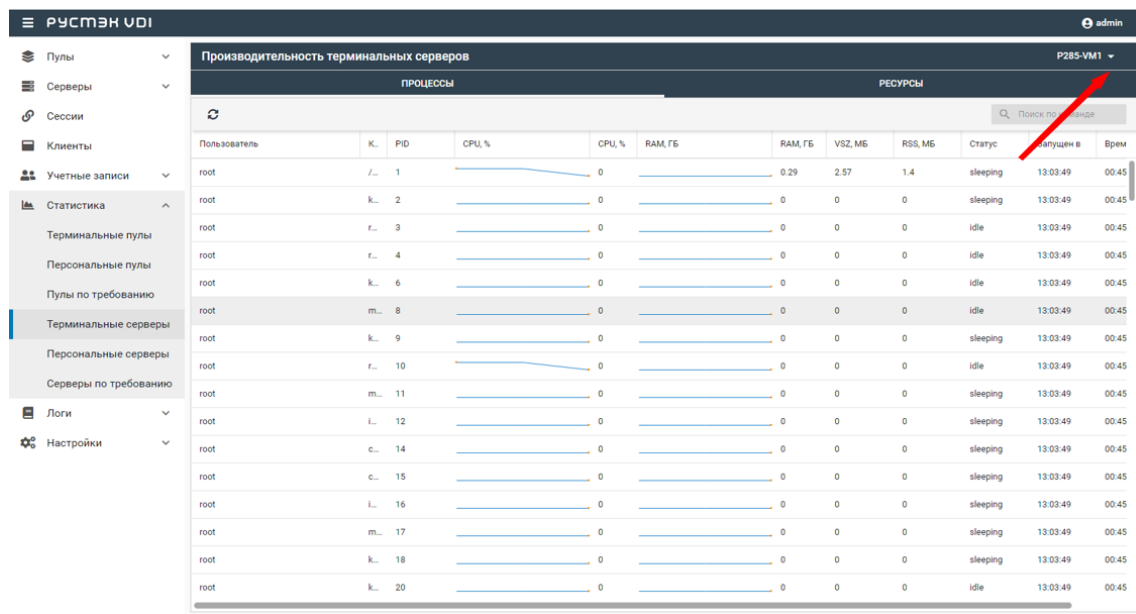 РУСТЭК VDI
admin
Пулы
Серверы
Сессии
Клиенты
Учетные записи
Статистика
Терминальные пулы
Персональные пулы
Пулы по требованию
Терминальные серверы
Персональные серверы
Серверы по требованию
Логи
Настройки
Производительность терминальных серверов P285-VM1
ПРОЦЕССЫ РЕСУРСЫ
Поиск по команде
Пользователь К... PID CPU, % CPU, % RAM, ГБ RAM, ГБ VSZ, МБ RSS, МБ Статус Запущен в Врем
root /... 1 0 0.29 2.57 1.4 sleeping 13:03:49 00:45
root k... 2 0 0 0 0 sleeping 13:03:49 00:45
root r... 3 0 0 0 0 idle 13:03:49 00:45
root r... 4 0 0 0 0 idle 13:03:49 00:45
root k... 6 0 0 0 0 idle 13:03:49 00:45
root m... 8 0 0 0 0 idle 13:03:49 00:45
root k... 9 0 0 0 0 sleeping 13:03:49 00:45
root r... 10 0 0 0 0 idle 13:03:49 00:45
root m... 11 0 0 0 0 sleeping 13:03:49 00:45
root i... 12 0 0 0 0 sleeping 13:03:49 00:45
root c... 14 0 0 0 0 sleeping 13:03:49 00:45
root c... 15 0 0 0 0 sleeping 13:03:49 00:45
root i... 16 0 0 0 0 sleeping 13:03:49 00:45
root m... 17 0 0 0 0 sleeping 13:03:49 00:45
root k... 18 0 0 0 0 sleeping 13:03:49 00:45
root k... 20 0 0 0 0 idle 13:03:49 00:45